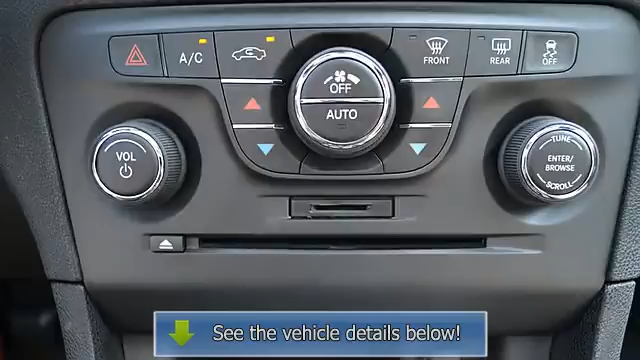 A/C
FRONT
REAR
OFF
OFF
AUTO
VOL
TUNE
ENTER/
BROWSE
SCROLL
See the vehicle details below!